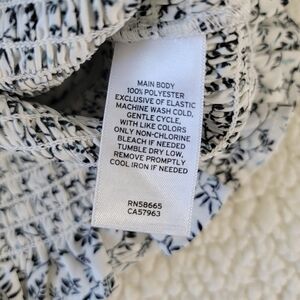 MAIN BODY
100% POLYESTER
EXCLUSIVE OF ELASTIC
MACHINE WASH COLD,
GENTLE CYCLE,
WITH LIKE COLORS
ONLY NON-CHLORINE
BLEACH IF NEEDED
TUMBLE DRY LOW,
REMOVE PROMPTLY
COOL IRON IF NEEDED
RN58665
CA57963